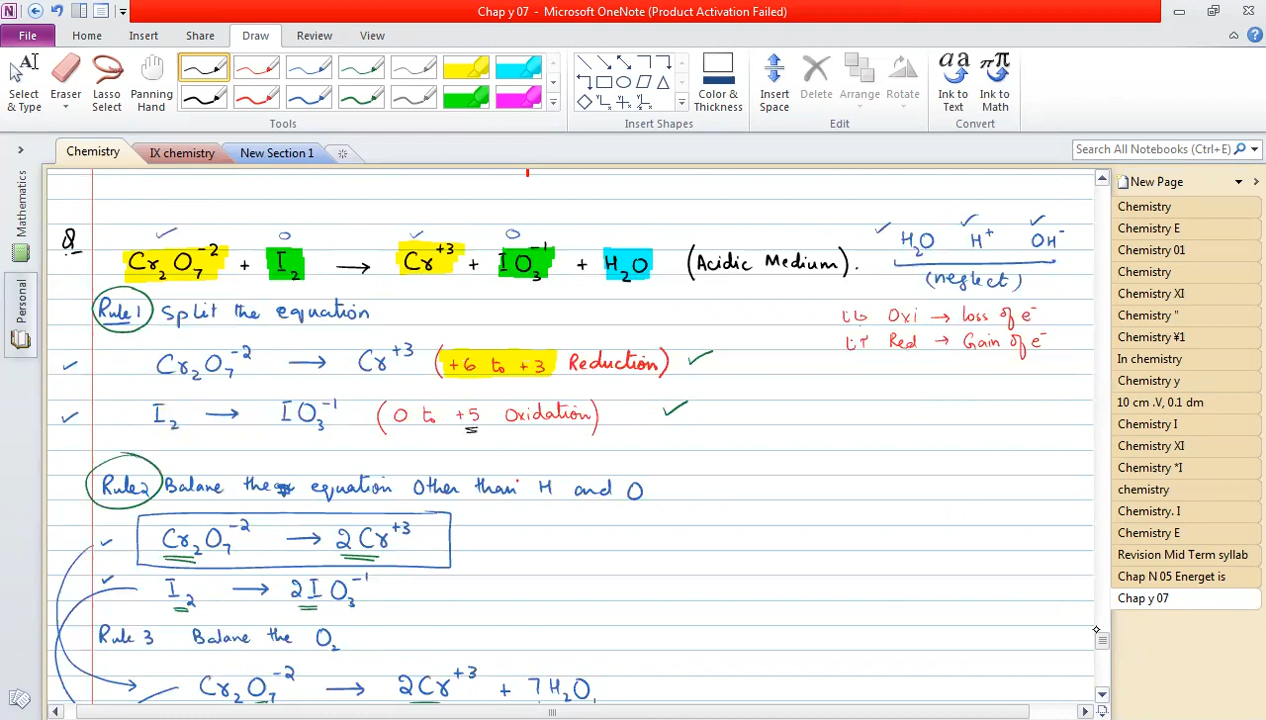 Chap y 07 - Microsoft OneNote (Product Activation Failed)
File Home Insert Share Draw Review View
Select & Type
Eraser
Lasso Select
Panning Hand
Tools
Insert Shapes
Color & Thickness
Insert Space
Delete
Arrange
Rotate
Edit
Ink to Text
Ink to Math
Convert
Chemistry IX chemistry New Section 1
Search All Notebooks (Ctrl+E)
Mathematics
Personal
New Page
Chemistry
Chemistry E
Chemistry 01
Chemistry
Chemistry XI
Chemistry "
Chemistry ¥1
In chemistry
Chemistry y
10 cm .V, 0.1 dm
Chemistry I
Chemistry XI
Chemistry *I
chemistry
Chemistry. I
Chemistry E
Revision Mid Term syllab
Chap N 05 Energet is
Chap y 07
Q Cr₂O₇⁻² + I₂ → Cr⁺³ + IO₃⁻¹ + H₂O (Acidic Medium).
H₂O H⁺ OH⁻
(neglect)
Rule 1 Split the equation
Oxi → loss of e⁻
Red → Gain of e⁻
Cr₂O₇⁻² → Cr⁺³ (+6 to +3 Reduction)
I₂ → IO₃⁻¹ (0 to +5 Oxidation)
Rule 2 Balane the equation Other than H and O
Cr₂O₇⁻² → 2Cr⁺³
I₂ → 2IO₃⁻¹
Rule 3 Balane the O₂
Cr₂O₇⁻² → 2Cr⁺³ + 7H₂O